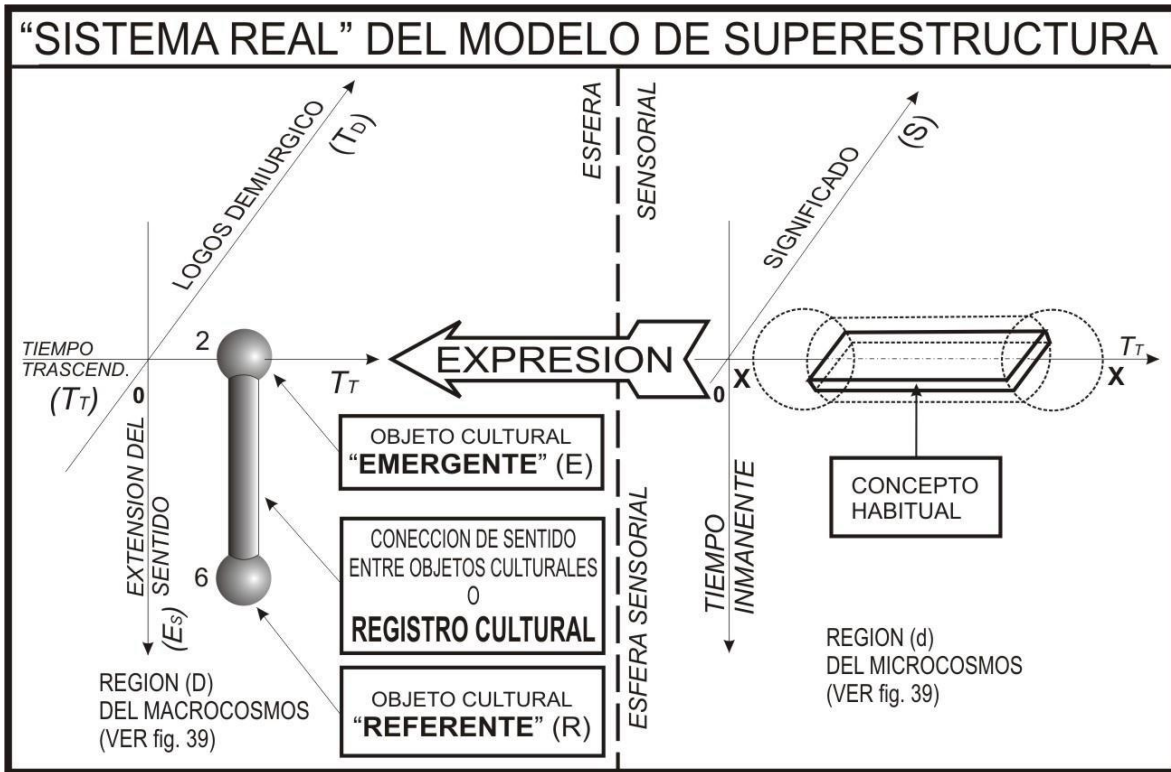 “SISTEMA REAL” DEL MODELO DE SUPERESTRUCTURA
LOGOS DEMIURGICO
(TD)
ESFERA
SENSORIAL
SIGNIFICADO
(S)
TIEMPO
TRASCEND.
(TT)
0
2
TT
EXPRESION
0
X
TT
X
EXTENSION DEL
SENTIDO
(ES)
6
OBJETO CULTURAL
“EMERGENTE” (E)
CONECCION DE SENTIDO
ENTRE OBJETOS CULTURALES
O
REGISTRO CULTURAL
OBJETO CULTURAL
“REFERENTE” (R)
REGION (D)
DEL MACROCOSMOS
(VER fig. 39)
ESFERA SENSORIAL
TIEMPO
INMANENTE
CONCEPTO
HABITUAL
REGION (d)
DEL MICROCOSMOS
(VER fig. 39)